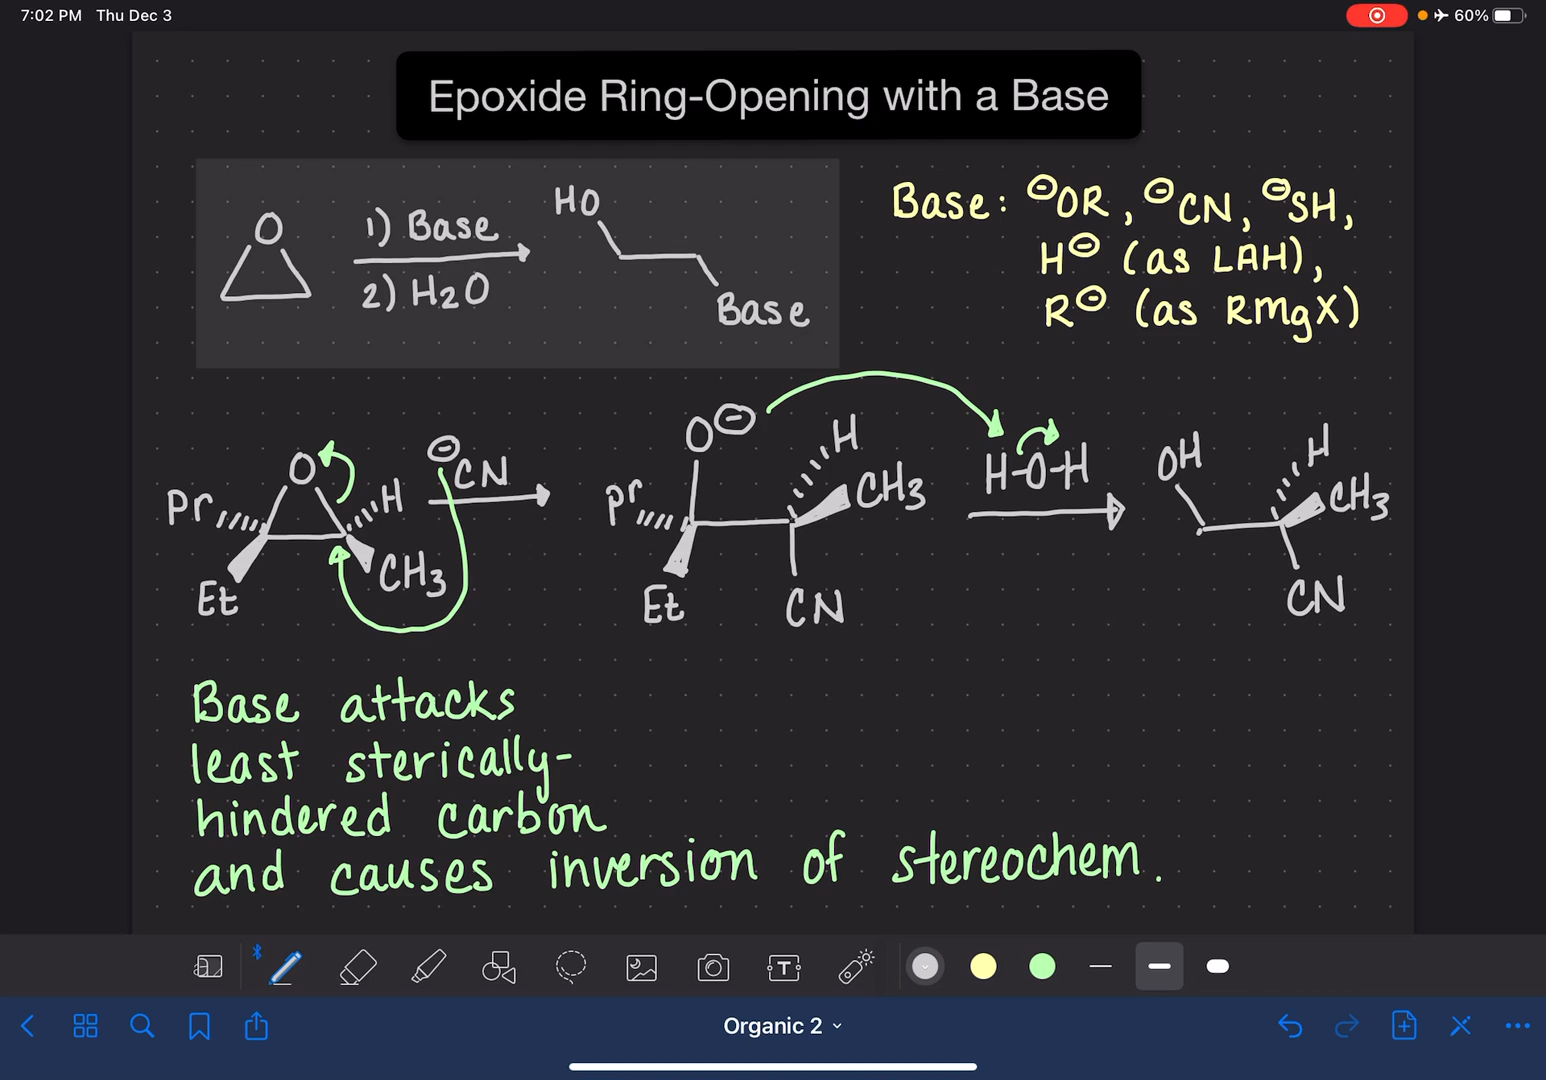 7:02 PM Thu Dec 3
60%
Epoxide Ring-Opening with a Base
O
1) Base
2) H2O
HO
Base
Base: ⊖OR, ⊖CN, ⊖SH,
H⊖ (as LAH),
R⊖ (as RMgX)
O
Pr
H
Et
CH3
⊖CN
O⊖
Pr
H
CH3
Et
CN
H-O-H
OH
H
CH3
CN
Base attacks
least sterically-
hindered carbon
and causes inversion of stereochem.
T
Organic 2